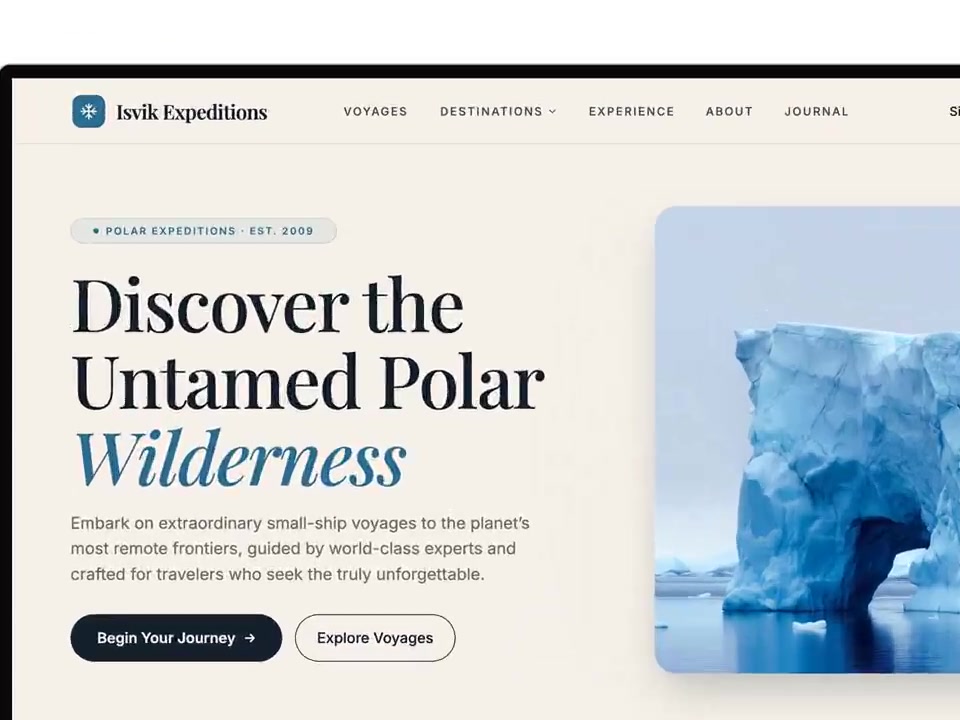 Isvik Expeditions
VOYAGES
DESTINATIONS
EXPERIENCE
ABOUT
JOURNAL
POLAR EXPEDITIONS · EST. 2009
Discover the
Untamed Polar
Wilderness
Embark on extraordinary small-ship voyages to the planet’s
most remote frontiers, guided by world-class experts and
crafted for travelers who seek the truly unforgettable.
Begin Your Journey →
Explore Voyages